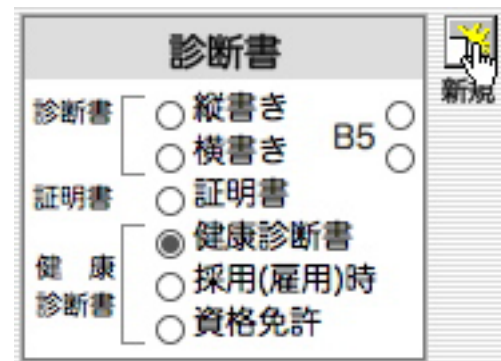 診断書
新規
診断書
縦書き
横書き
B5
証明書
証明書
健康
診断書
健康診断書
採用(雇用)時
資格免許